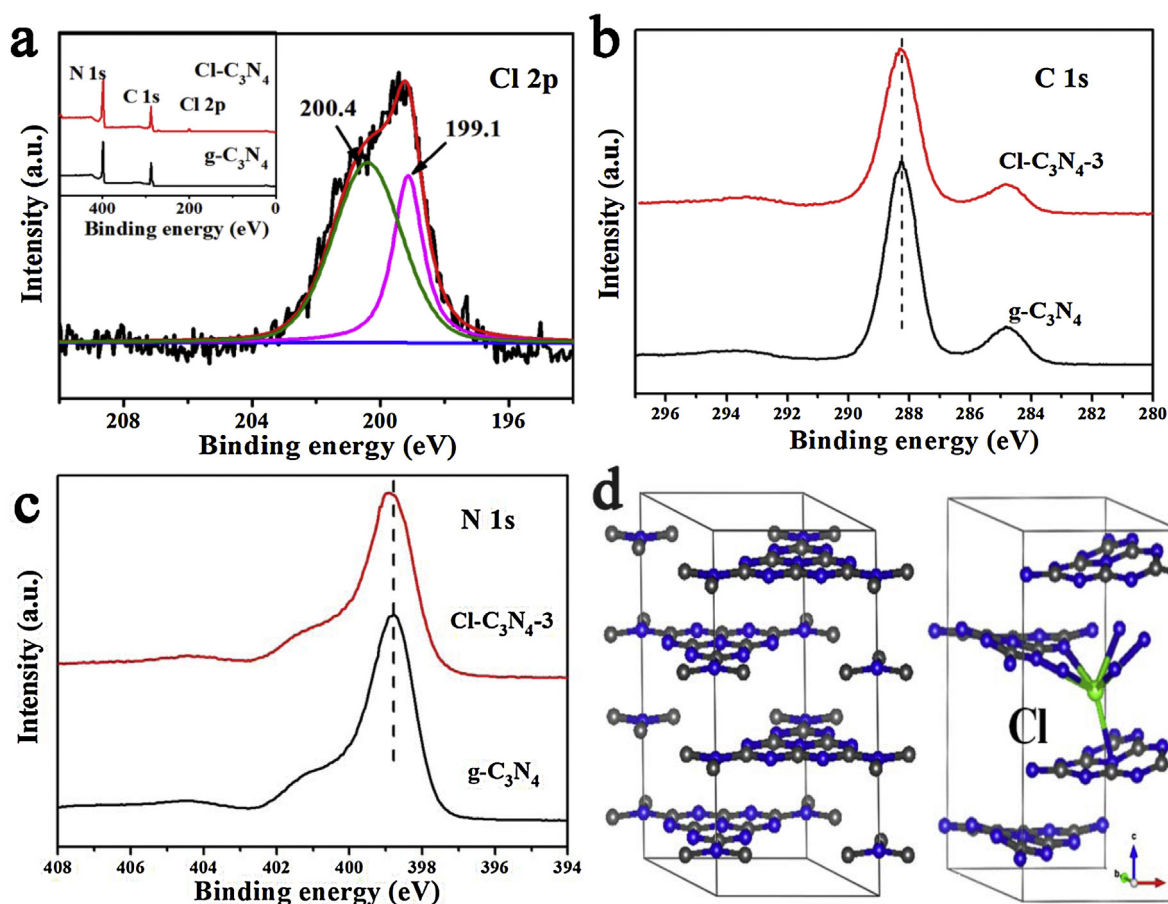 a
Cl 2p
200.4
199.1
N 1s
Cl-C₃N₄
C 1s
Cl 2p
g-C₃N₄
400 200 0
Binding energy (eV)
Intensity (a.u.)
208 204 200 196
Binding energy (eV)
b
C 1s
Cl-C₃N₄-3
g-C₃N₄
Intensity (a.u.)
296 294 292 290 288 286 284 282 280
Binding energy (eV)
c
N 1s
Cl-C₃N₄-3
g-C₃N₄
Intensity (a.u.)
408 406 404 402 400 398 396 394
Binding energy (eV)
d
Cl
c
b